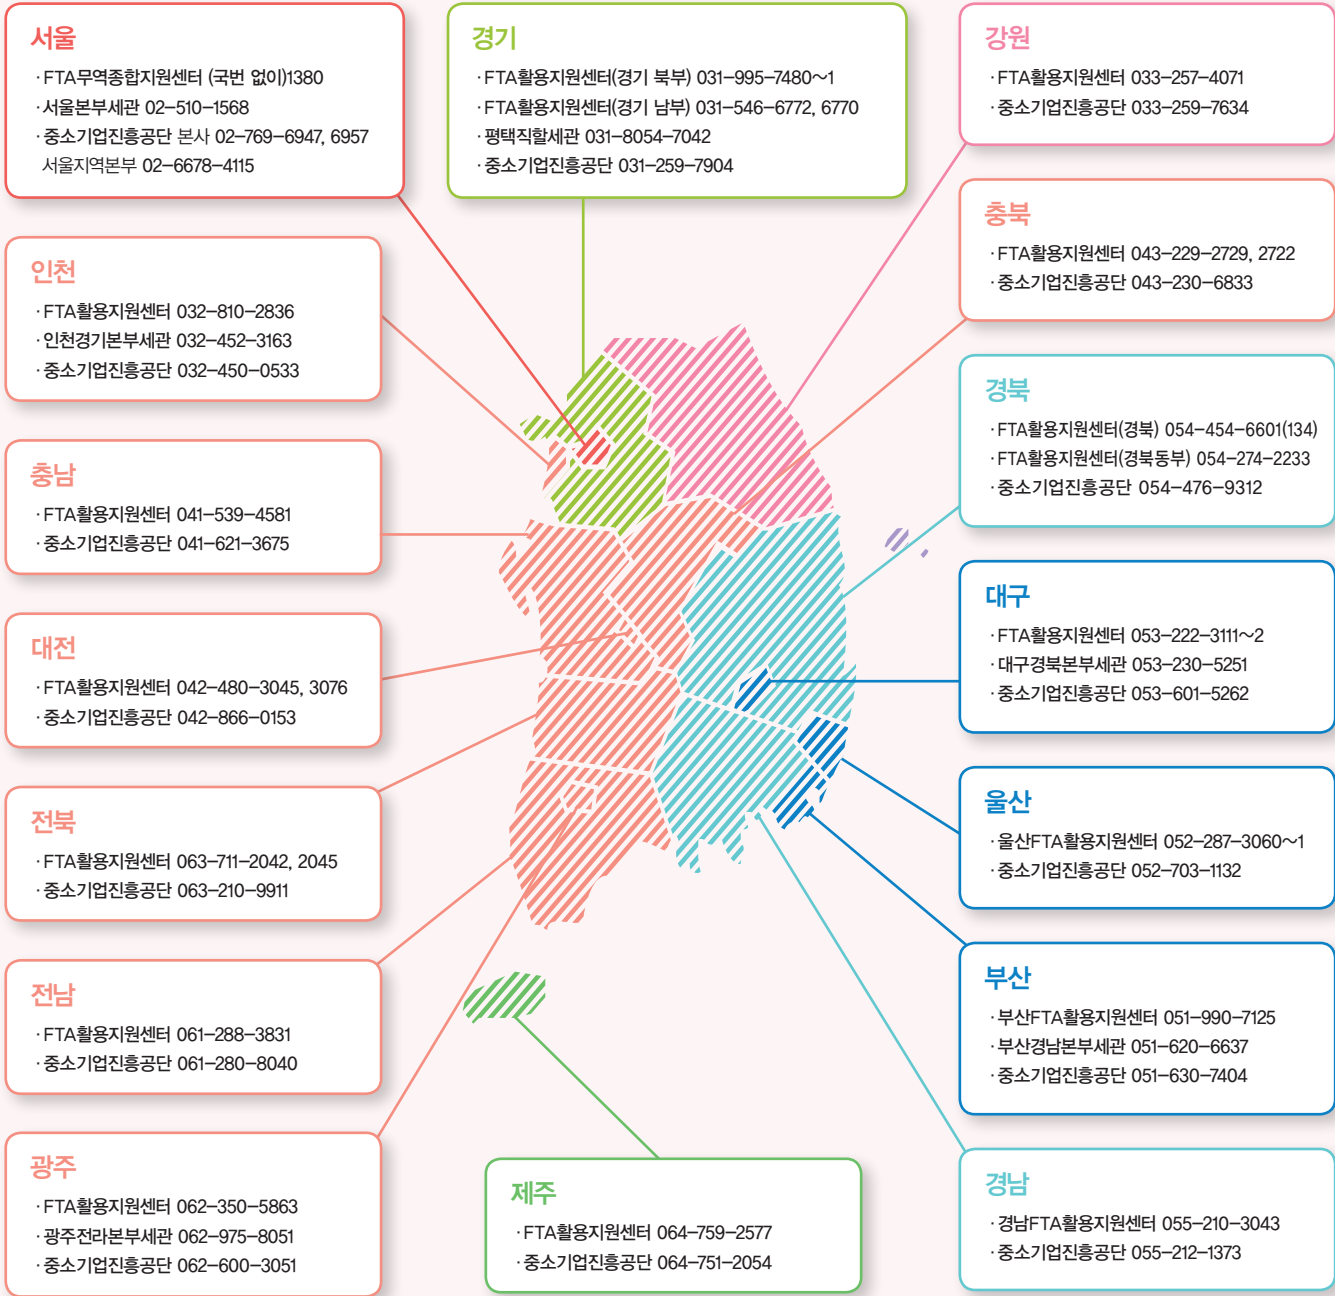 서울
·FTA무역종합지원센터 (국번 없이)1380
·서울본부세관 02-510-1568
·중소기업진흥공단 본사 02-769-6947, 6957
서울지역본부 02-6678-4115
경기
·FTA활용지원센터(경기 북부) 031-995-7480~1
·FTA활용지원센터(경기 남부) 031-546-6772, 6770
·평택직할세관 031-8054-7042
·중소기업진흥공단 031-259-7904
강원
·FTA활용지원센터 033-257-4071
·중소기업진흥공단 033-259-7634
인천
·FTA활용지원센터 032-810-2836
·인천경기본부세관 032-452-3163
·중소기업진흥공단 032-450-0533
충북
·FTA활용지원센터 043-229-2729, 2722
·중소기업진흥공단 043-230-6833
충남
·FTA활용지원센터 041-539-4581
·중소기업진흥공단 041-621-3675
경북
·FTA활용지원센터(경북) 054-454-6601(134)
·FTA활용지원센터(경북동부) 054-274-2233
·중소기업진흥공단 054-476-9312
대전
·FTA활용지원센터 042-480-3045, 3076
·중소기업진흥공단 042-866-0153
대구
·FTA활용지원센터 053-222-3111~2
·대구경북본부세관 053-230-5251
·중소기업진흥공단 053-601-5262
전북
·FTA활용지원센터 063-711-2042, 2045
·중소기업진흥공단 063-210-9911
울산
·울산FTA활용지원센터 052-287-3060~1
·중소기업진흥공단 052-703-1132
전남
·FTA활용지원센터 061-288-3831
·중소기업진흥공단 061-280-8040
부산
·부산FTA활용지원센터 051-990-7125
·부산경남본부세관 051-620-6637
·중소기업진흥공단 051-630-7404
광주
·FTA활용지원센터 062-350-5863
·광주전라본부세관 062-975-8051
·중소기업진흥공단 062-600-3051
제주
·FTA활용지원센터 064-759-2577
·중소기업진흥공단 064-751-2054
경남
·경남FTA활용지원센터 055-210-3043
·중소기업진흥공단 055-212-1373